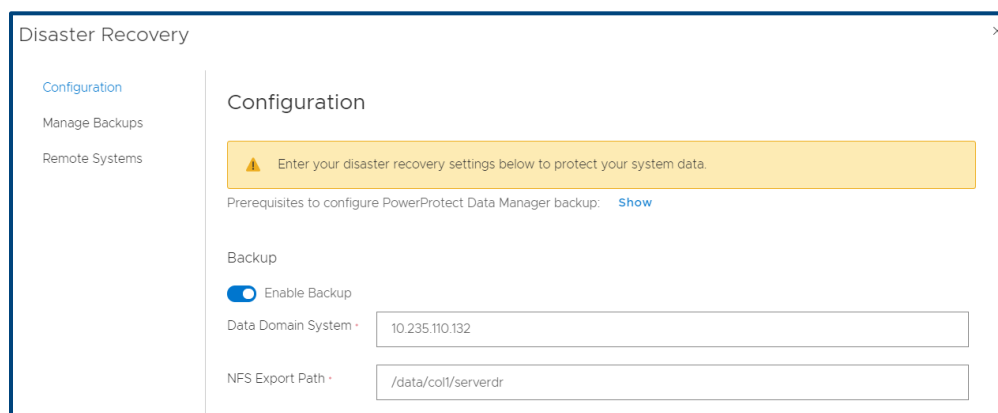 Disaster Recovery
Configuration
Manage Backups
Remote Systems
Configuration
Enter your disaster recovery settings below to protect your system data.
Prerequisites to configure PowerProtect Data Manager backup: Show
Backup
Enable Backup
Data Domain System *
10.235.110.132
NFS Export Path *
/data/col1/serverdr